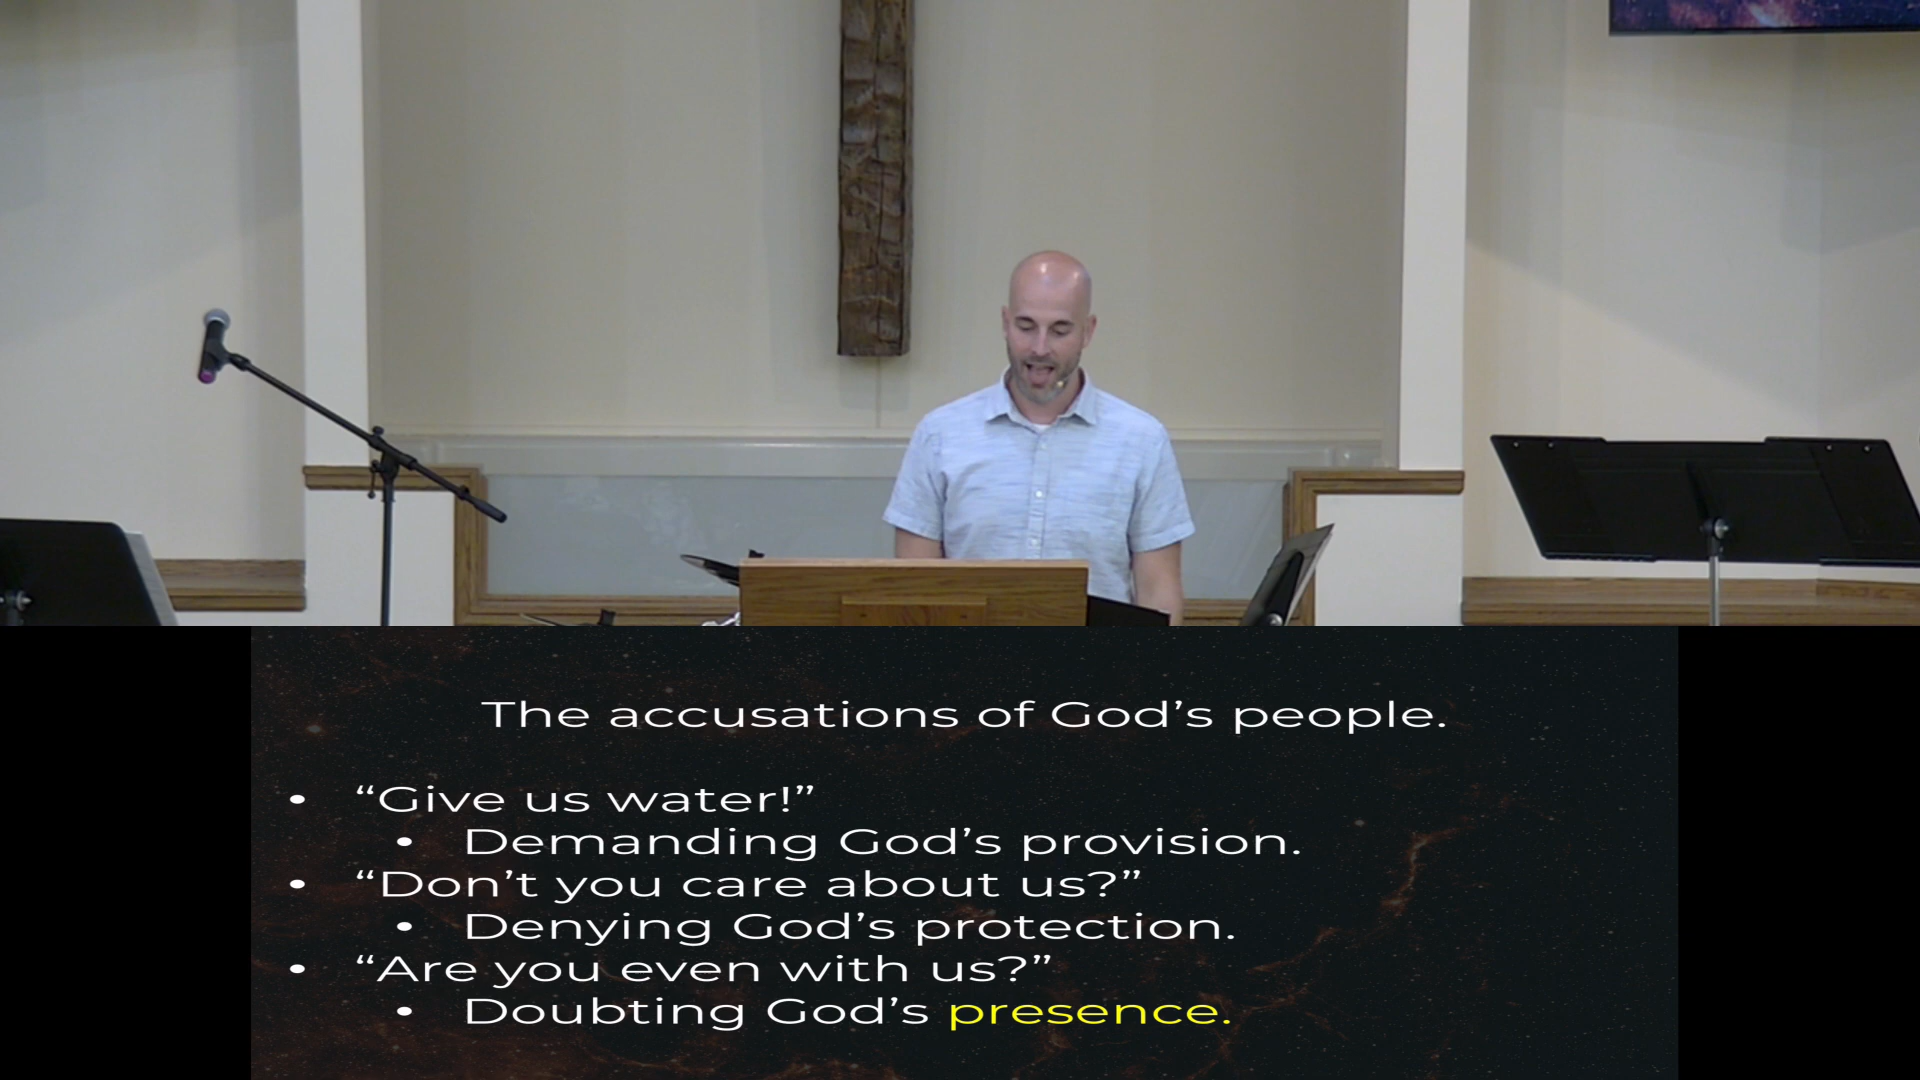 The accusations of God’s people.
• “Give us water!”
• Demanding God’s provision.
• “Don’t you care about us?”
• Denying God’s protection.
• “Are you even with us?”
• Doubting God’s presence.